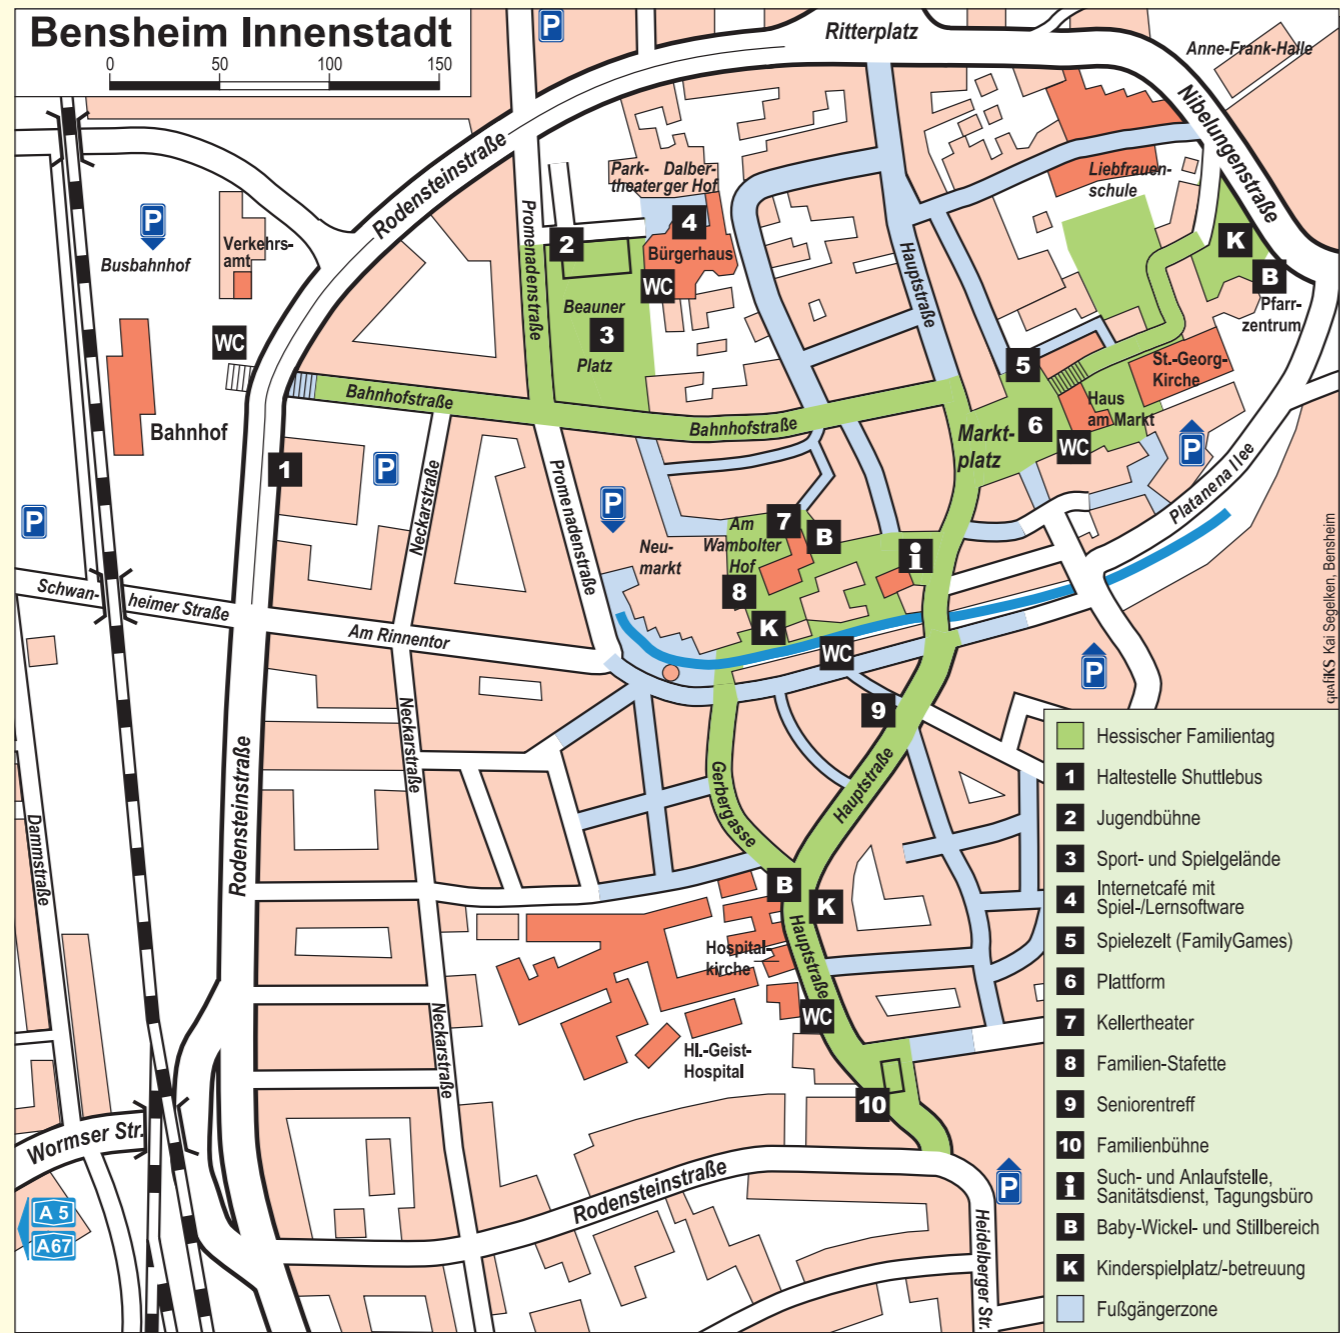 Bensheim Innenstadt
0 50 100 150
P
Ritterplatz
Anne-Frank-Halle
Nibelungenstraße
Rodensteinstraße
Promenadenstraße
Park-
theater
Dalber-
ger Hof
4
Bürgerhaus
WC
2
Beauner
3
Platz
Liebfrauen-
schule
Hauptstraße
K
B
Pfarr-
zentrum
P
Busbahnhof
Verkehrs-
amt
WC
Bahnhof
Bahnhofstraße
Bahnhofstraße
5
St.-Georg-
Kirche
Haus
am Markt
6
WC
Markt-
platz
P
Platanenallee
1
P
P
Neckarstraße
Promenadenstraße
P
Neu-
markt
Am
Wambolter
Hof
7
B
8
K
i
WC
Schwan-
heimer Straße
Am Rinnentor
Neckarstraße
Rodensteinstraße
Dammstraße
Gerbergasse
9
Hauptstraße
P
B
K
Hauptstraße
Hospital-
kirche
WC
Hl.-Geist-
Hospital
10
Neckarstraße
Wormser Str.
A 5
A67
Rodensteinstraße
P
Heidelberger Str.
GRAFIKS Kai Segelken, Bensheim
Hessischer Familientag
1 Haltestelle Shuttlebus
2 Jugendbühne
3 Sport- und Spielgelände
4 Internetcafé mit
Spiel-/Lernsoftware
5 Spielezelt (FamilyGames)
6 Plattform
7 Kellertheater
8 Familien-Stafette
9 Seniorentreff
10 Familienbühne
i Such- und Anlaufstelle,
Sanitätsdienst, Tagungsbüro
B Baby-Wickel- und Stillbereich
K Kinderspielplatz/-betreuung
Fußgängerzone